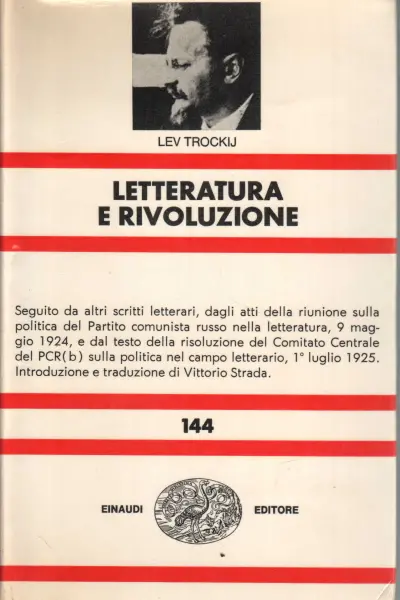 LEV TROCKIJ
LETTERATURA
E RIVOLUZIONE
Seguito da altri scritti letterari, dagli atti della riunione sulla
politica del Partito comunista russo nella letteratura, 9 mag-
gio 1924, e dal testo della risoluzione del Comitato Centrale
del PCR(b) sulla politica nel campo letterario, 1° luglio 1925.
Introduzione e traduzione di Vittorio Strada.
144
EINAUDI EDITORE